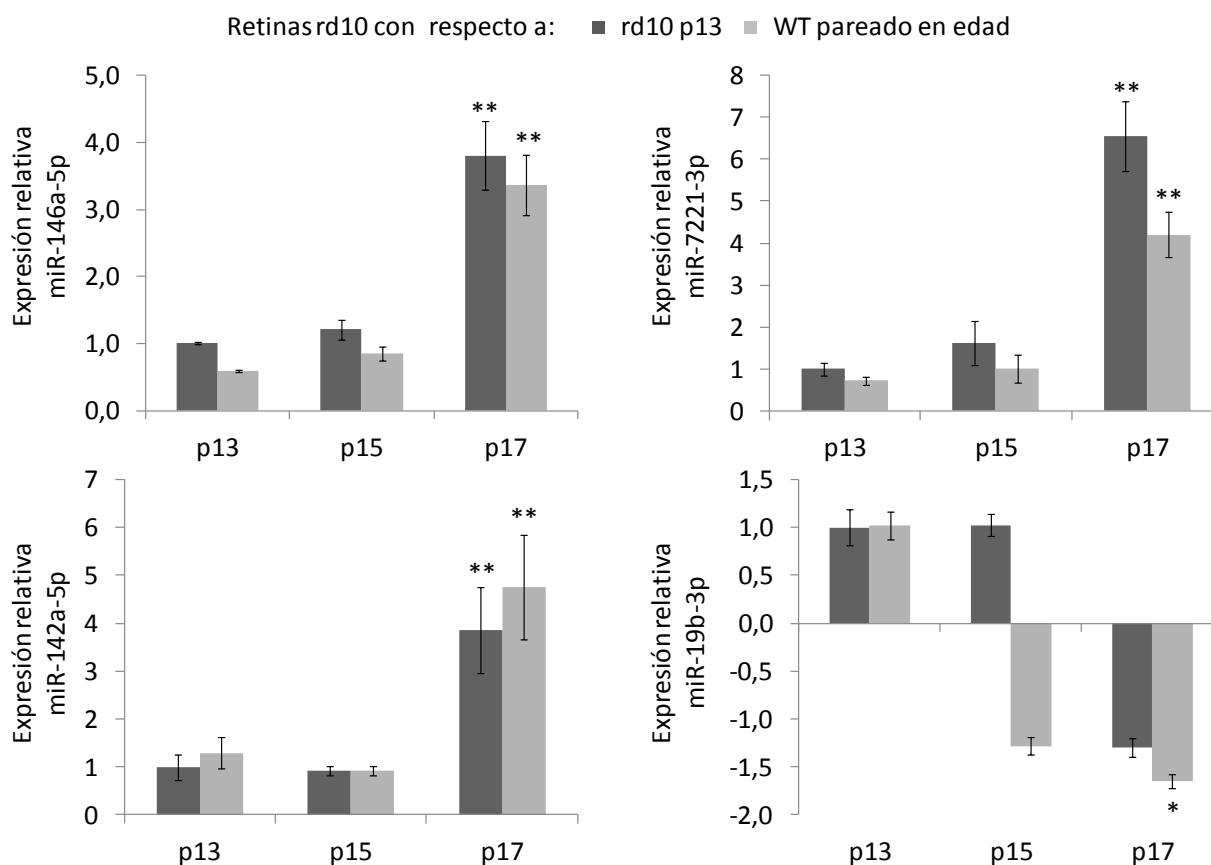 Retinas rd10 con respecto a: rd10 p13 WT pareado en edad
Expresión relativa
miR-146a-5p
5,0
4,0
3,0
2,0
1,0
0,0
**
**
p13 p15 p17
Expresión relativa
miR-7221-3p
8
7
6
5
4
3
2
1
0
**
**
p13 p15 p17
Expresión relativa
miR-142a-5p
7
6
5
4
3
2
1
0
**
**
p13 p15 p17
Expresión relativa
miR-19b-3p
1,5
1,0
0,5
0,0
-0,5
-1,0
-1,5
-2,0
*
p13 p15 p17